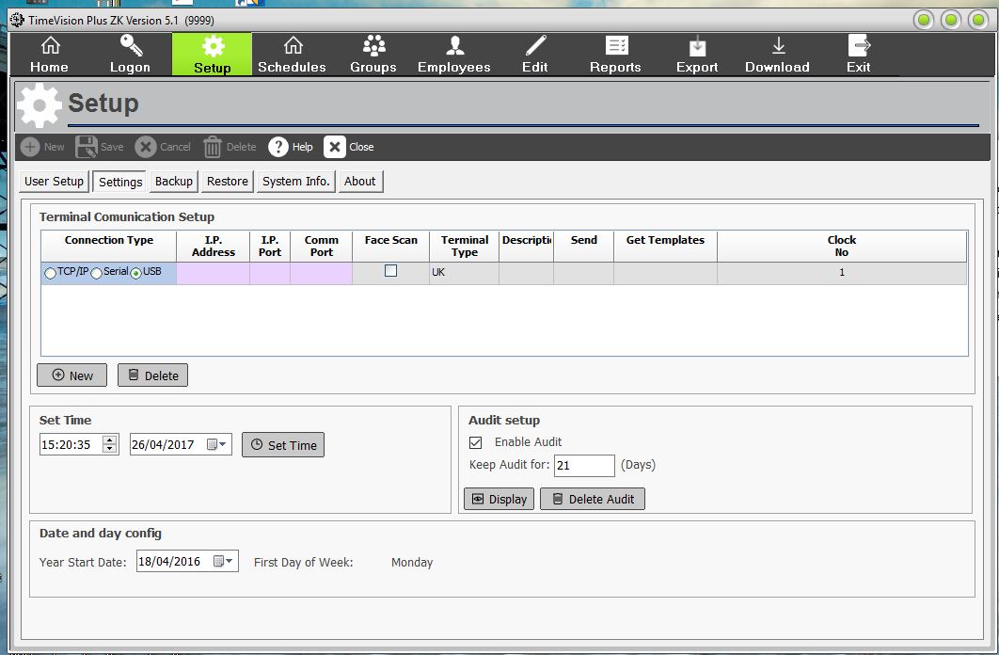 TimeVision Plus ZK Version 5.1 (9999)
Home Logon Setup Schedules Groups Employees Edit Reports Export Download Exit
Setup
New Save Cancel Delete ? Help Close
User Setup Settings Backup Restore System Info. About
Terminal Comunication Setup
Connection Type I.P. Address I.P. Port Comm Port Face Scan Terminal Type Descripti Send Get Templates Clock No
TCP/IP Serial USB UK 1
New Delete
Set Time
15:20:35 26/04/2017 Set Time
Audit setup
Enable Audit
Keep Audit for: 21 (Days)
Display Delete Audit
Date and day config
Year Start Date: 18/04/2016 First Day of Week: Monday